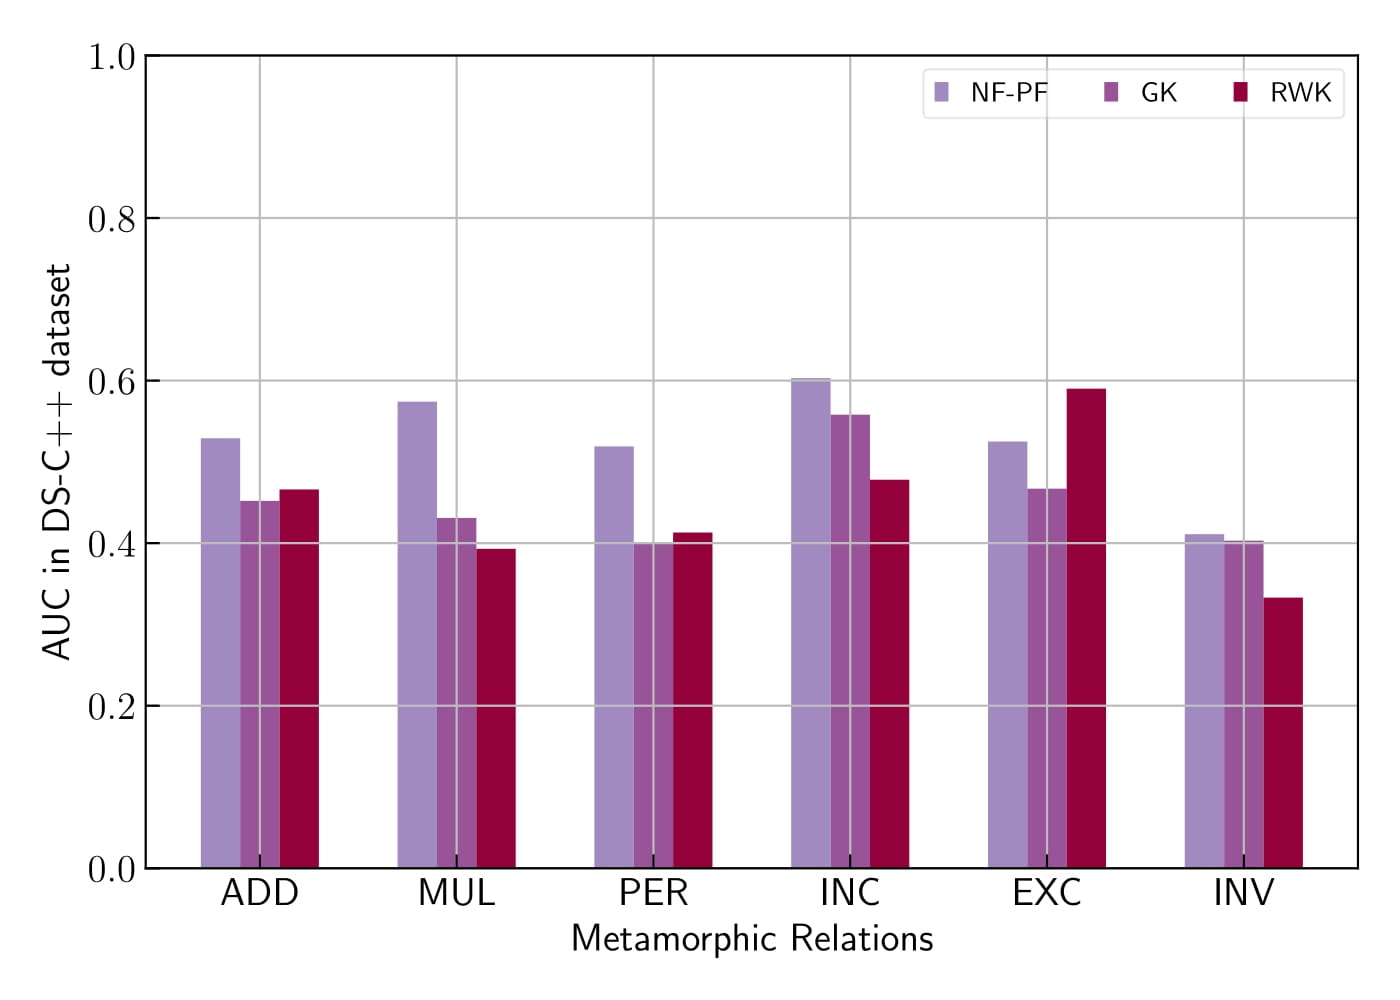 1.0
NF-PF GK RWK
0.8
0.6
0.4
0.2
0.0
AUC in DS-C++ dataset
ADD MUL PER INC EXC INV
Metamorphic Relations